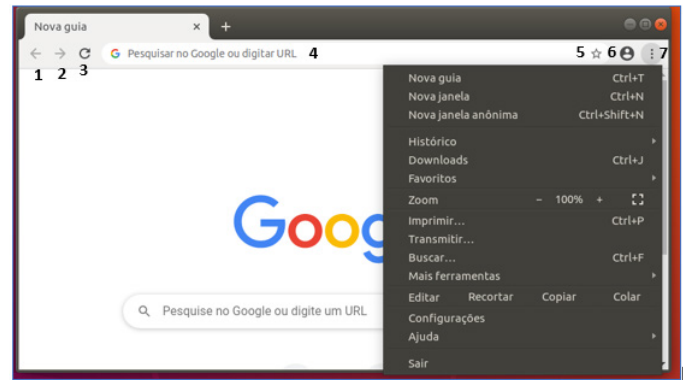 Nova guia × +
Pesquisar no Google ou digitar URL 4 5 6 7
1 2 3
Nova guia Ctrl+T
Nova janela Ctrl+N
Nova janela anônima Ctrl+Shift+N
Histórico
Downloads Ctrl+J
Favoritos
Zoom - 100% +
Imprimir... Ctrl+P
Transmitir...
Buscar... Ctrl+F
Mais ferramentas
Editar Recortar Copiar Colar
Configurações
Ajuda
Sair
Goog
Pesquise no Google ou digite um URL